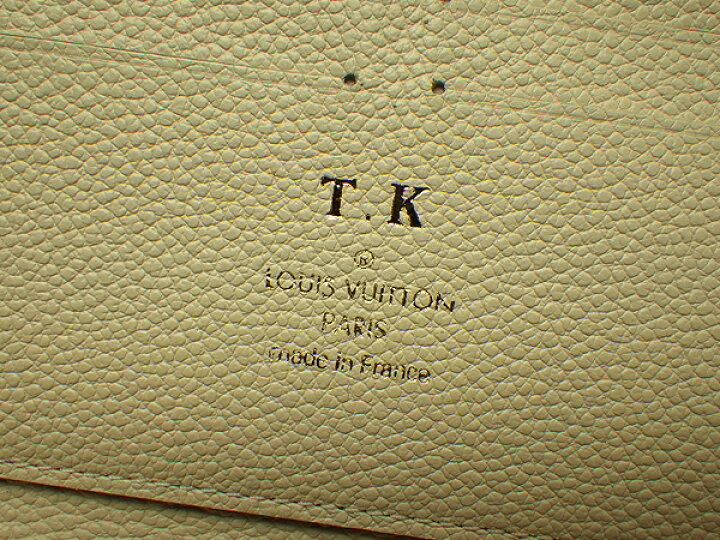 T.K
®
LOUIS VUITTON
PARIS
made in France